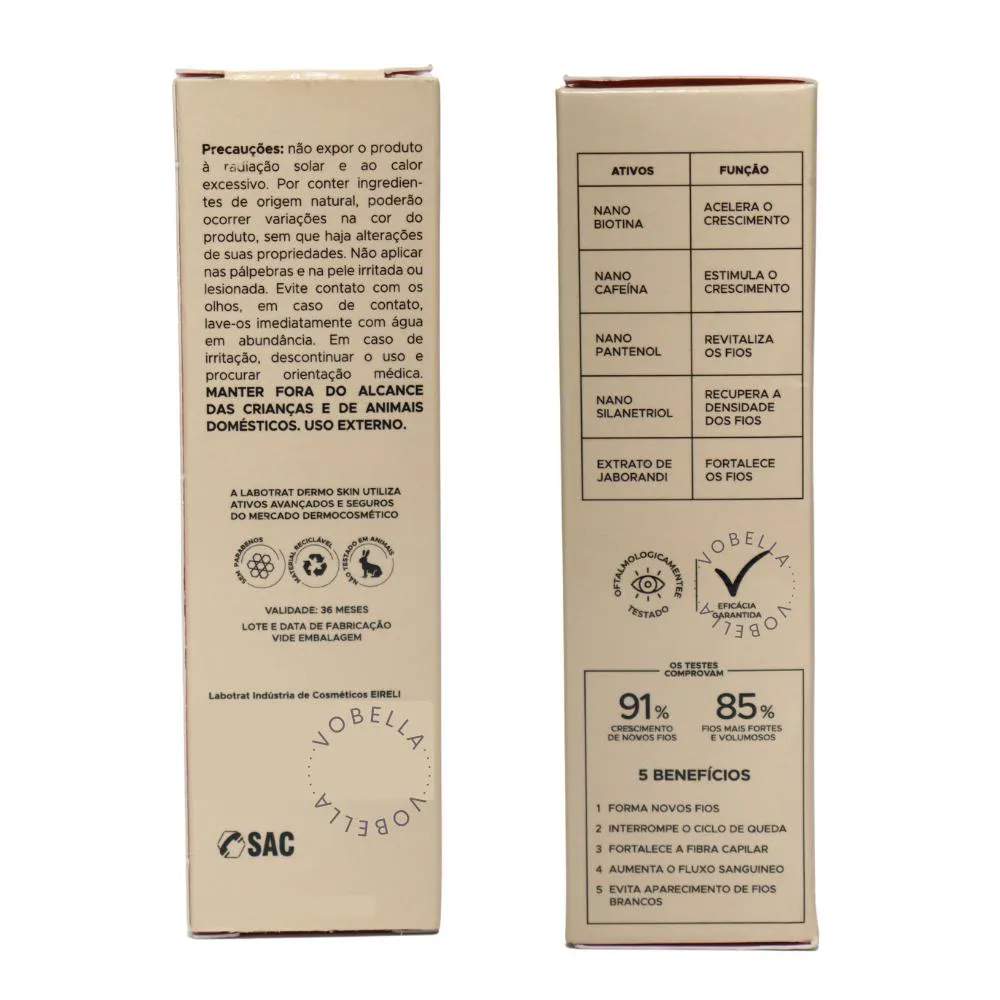 Precauções: não expor o produto
à radiação solar e ao calor
excessivo. Por conter ingredien-
tes de origem natural, poderão
ocorrer variações na cor do
produto, sem que haja alterações
de suas propriedades. Não aplicar
nas pálpebras e na pele irritada ou
lesionada. Evite contato com os
olhos, em caso de contato,
lave-os imediatamente com água
em abundância. Em caso de
irritação, descontinuar o uso e
procurar orientação médica.
MANTER FORA DO ALCANCE
DAS CRIANÇAS E DE ANIMAIS
DOMÉSTICOS. USO EXTERNO.
A LABOTRAT DERMO SKIN UTILIZA
ATIVOS AVANÇADOS E SEGUROS
DO MERCADO DERMOCOSMÉTICO
SEM PARABENOS
MATERIAL RECICLÁVEL
NÃO TESTADO EM ANIMAIS
VALIDADE: 36 MESES
LOTE E DATA DE FABRICAÇÃO
VIDE EMBALAGEM
Labotrat Indústria de Cosméticos EIRELI
VOBELLA
VOBELLA
SAC
ATIVOS FUNÇÃO
NANO
BIOTINA
ACELERA O
CRESCIMENTO
NANO
CAFEÍNA
ESTIMULA O
CRESCIMENTO
NANO
PANTENOL
REVITALIZA
OS FIOS
NANO
SILANETRIOL
RECUPERA A
DENSIDADE
DOS FIOS
EXTRATO DE
JABORANDI
FORTALECE
OS FIOS
OFTALMOLOGICAMENTEE
TESTADO
VOBELLA
EFICÁCIA
GARANTIDA
VOBELLA
OS TESTES
COMPROVAM
91%
CRESCIMENTO
DE NOVOS FIOS
85%
FIOS MAIS FORTES
E VOLUMOSOS
5 BENEFÍCIOS
1 FORMA NOVOS FIOS
2 INTERROMPE O CICLO DE QUEDA
3 FORTALECE A FIBRA CAPILAR
4 AUMENTA O FLUXO SANGUINEO
5 EVITA APARECIMENTO DE FIOS
BRANCOS